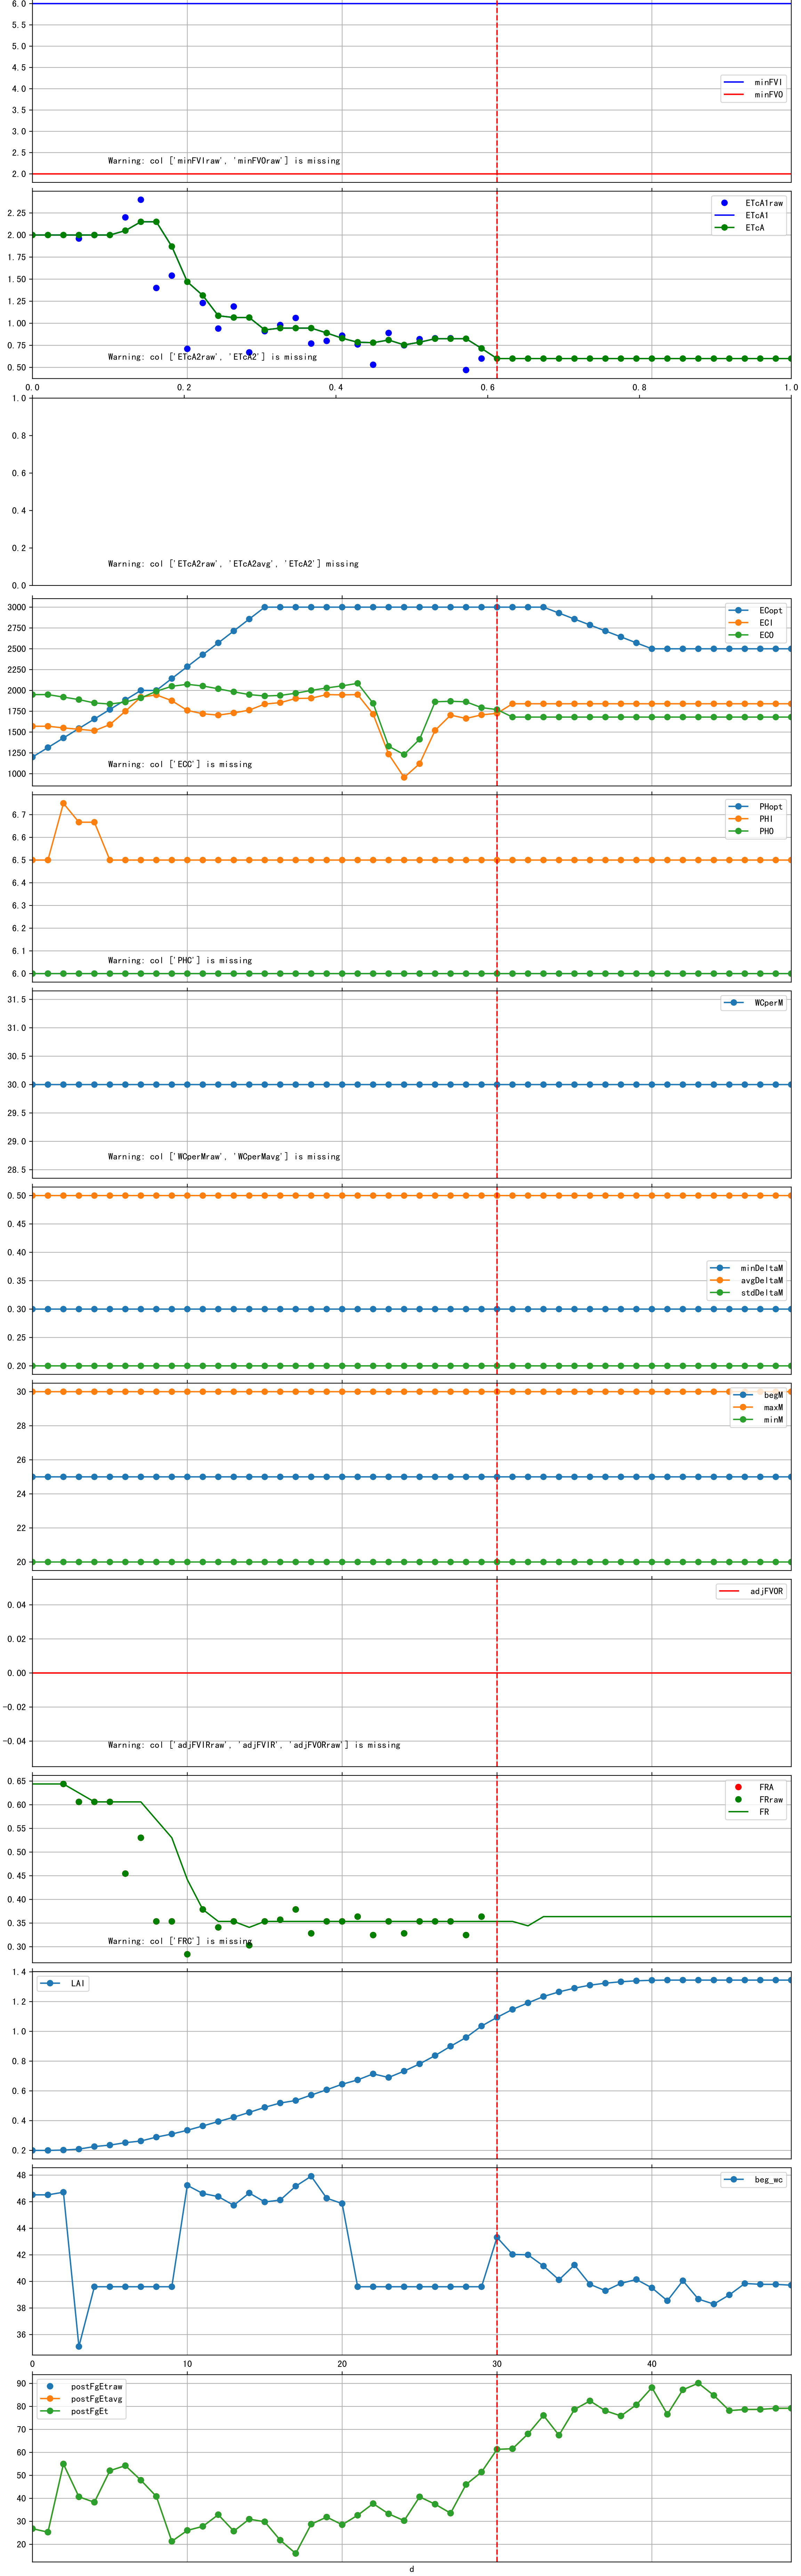 6.0
5.5
5.0
4.5
4.0
3.5
3.0
2.5
2.0
minFVI
minFVO
Warning: col ['minFVIraw', 'minFVOraw'] is missing
2.25
2.00
1.75
1.50
1.25
1.00
0.75
0.50
ETcA1raw
ETcA1
ETcA
Warning: col ['ETcA2raw', 'ETcA2'] is missing
0.0 0.2 0.4 0.6 0.8 1.0
1.0
0.8
0.6
0.4
0.2
0.0
Warning: col ['ETcA2raw', 'ETcA2avg', 'ETcA2'] missing
3000
2750
2500
2250
2000
1750
1500
1250
1000
ECopt
ECI
ECO
Warning: col ['ECC'] is missing
6.7
6.6
6.5
6.4
6.3
6.2
6.1
6.0
PHopt
PHI
PHO
Warning: col ['PHC'] is missing
31.5
31.0
30.5
30.0
29.5
29.0
28.5
WCperM
Warning: col ['WCperMraw', 'WCperMavg'] is missing
0.50
0.45
0.40
0.35
0.30
0.25
0.20
minDeltaM
avgDeltaM
stdDeltaM
30
28
26
24
22
20
begM
maxM
minM
0.04
0.02
0.00
−0.02
−0.04
adjFVOR
Warning: col ['adjFVIRraw', 'adjFVIR', 'adjFVORraw'] is missing
0.65
0.60
0.55
0.50
0.45
0.40
0.35
0.30
FRA
FRraw
FR
Warning: col ['FRC'] is missing
1.4
1.2
1.0
0.8
0.6
0.4
0.2
LAI
48
46
44
42
40
38
36
beg_wc
0 10 20 30 40
90
80
70
60
50
40
30
20
postFgEtraw
postFgEtavg
postFgEt
d